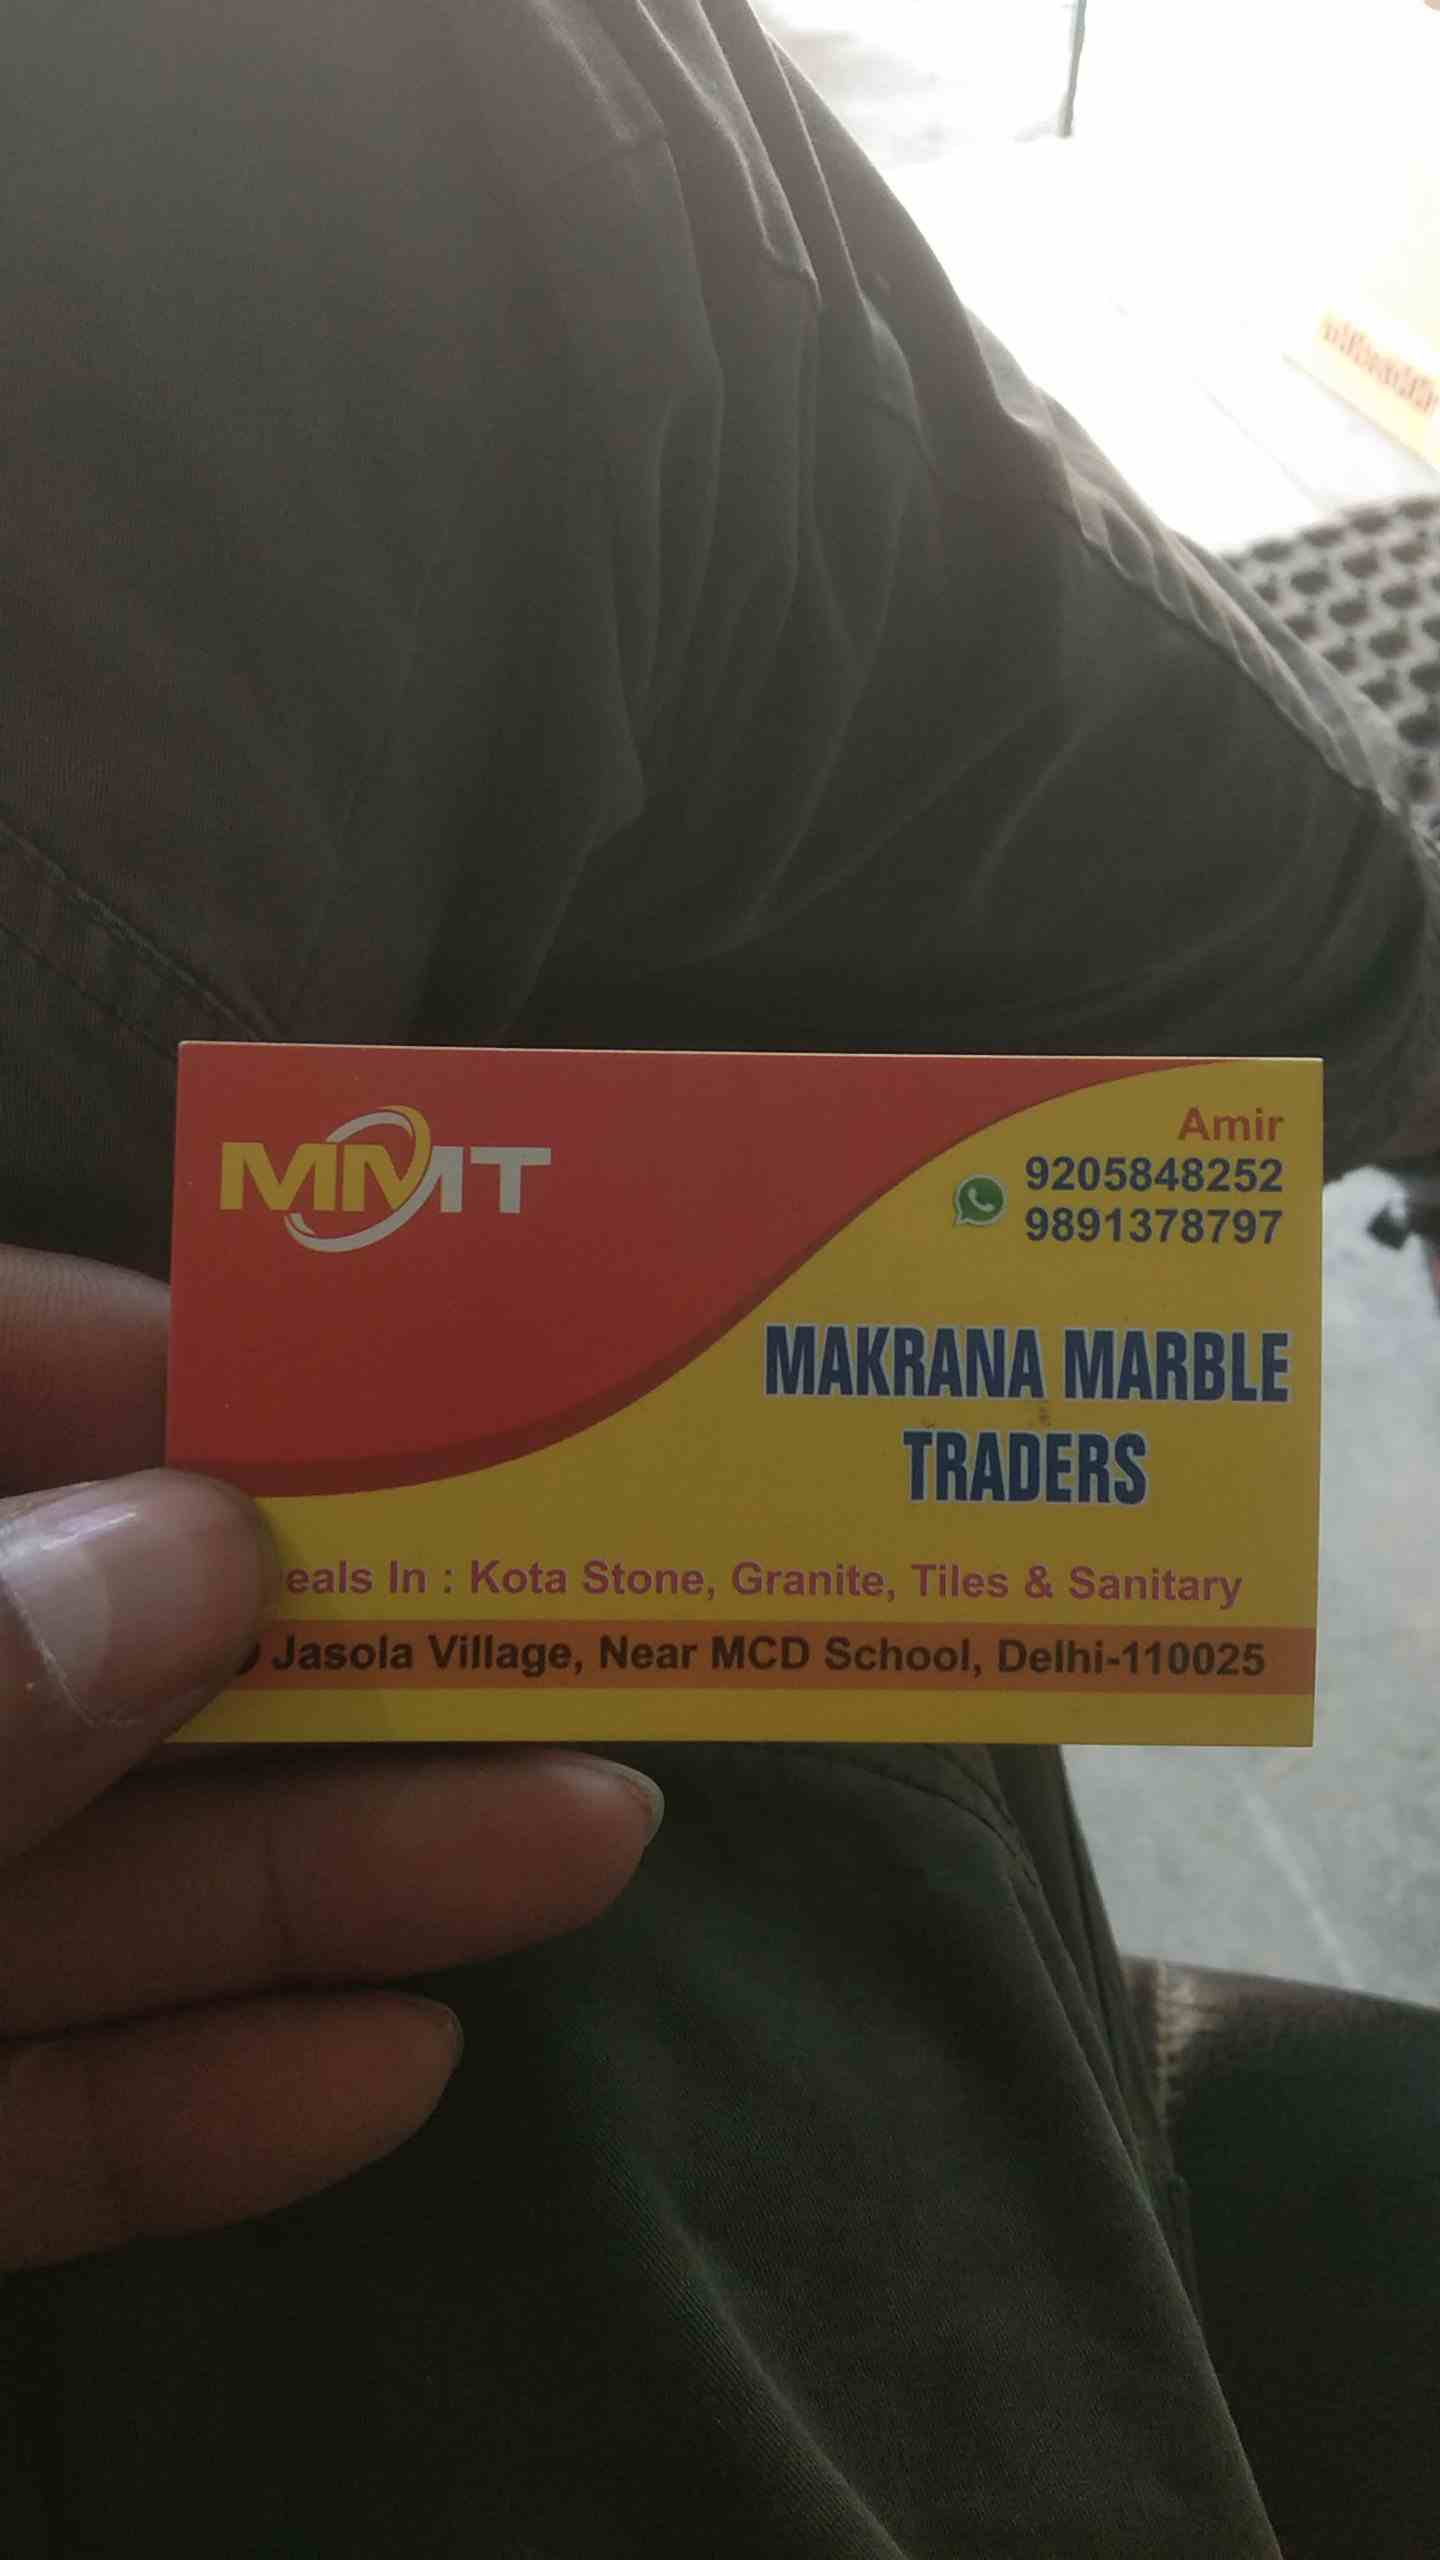 MMT
Amir
9205848252
9891378797
MAKRANA MARBLE
TRADERS
In : Kota Stone, Granite, Tiles & Sanitary
Jasola Village, Near MCD School, Delhi-110025